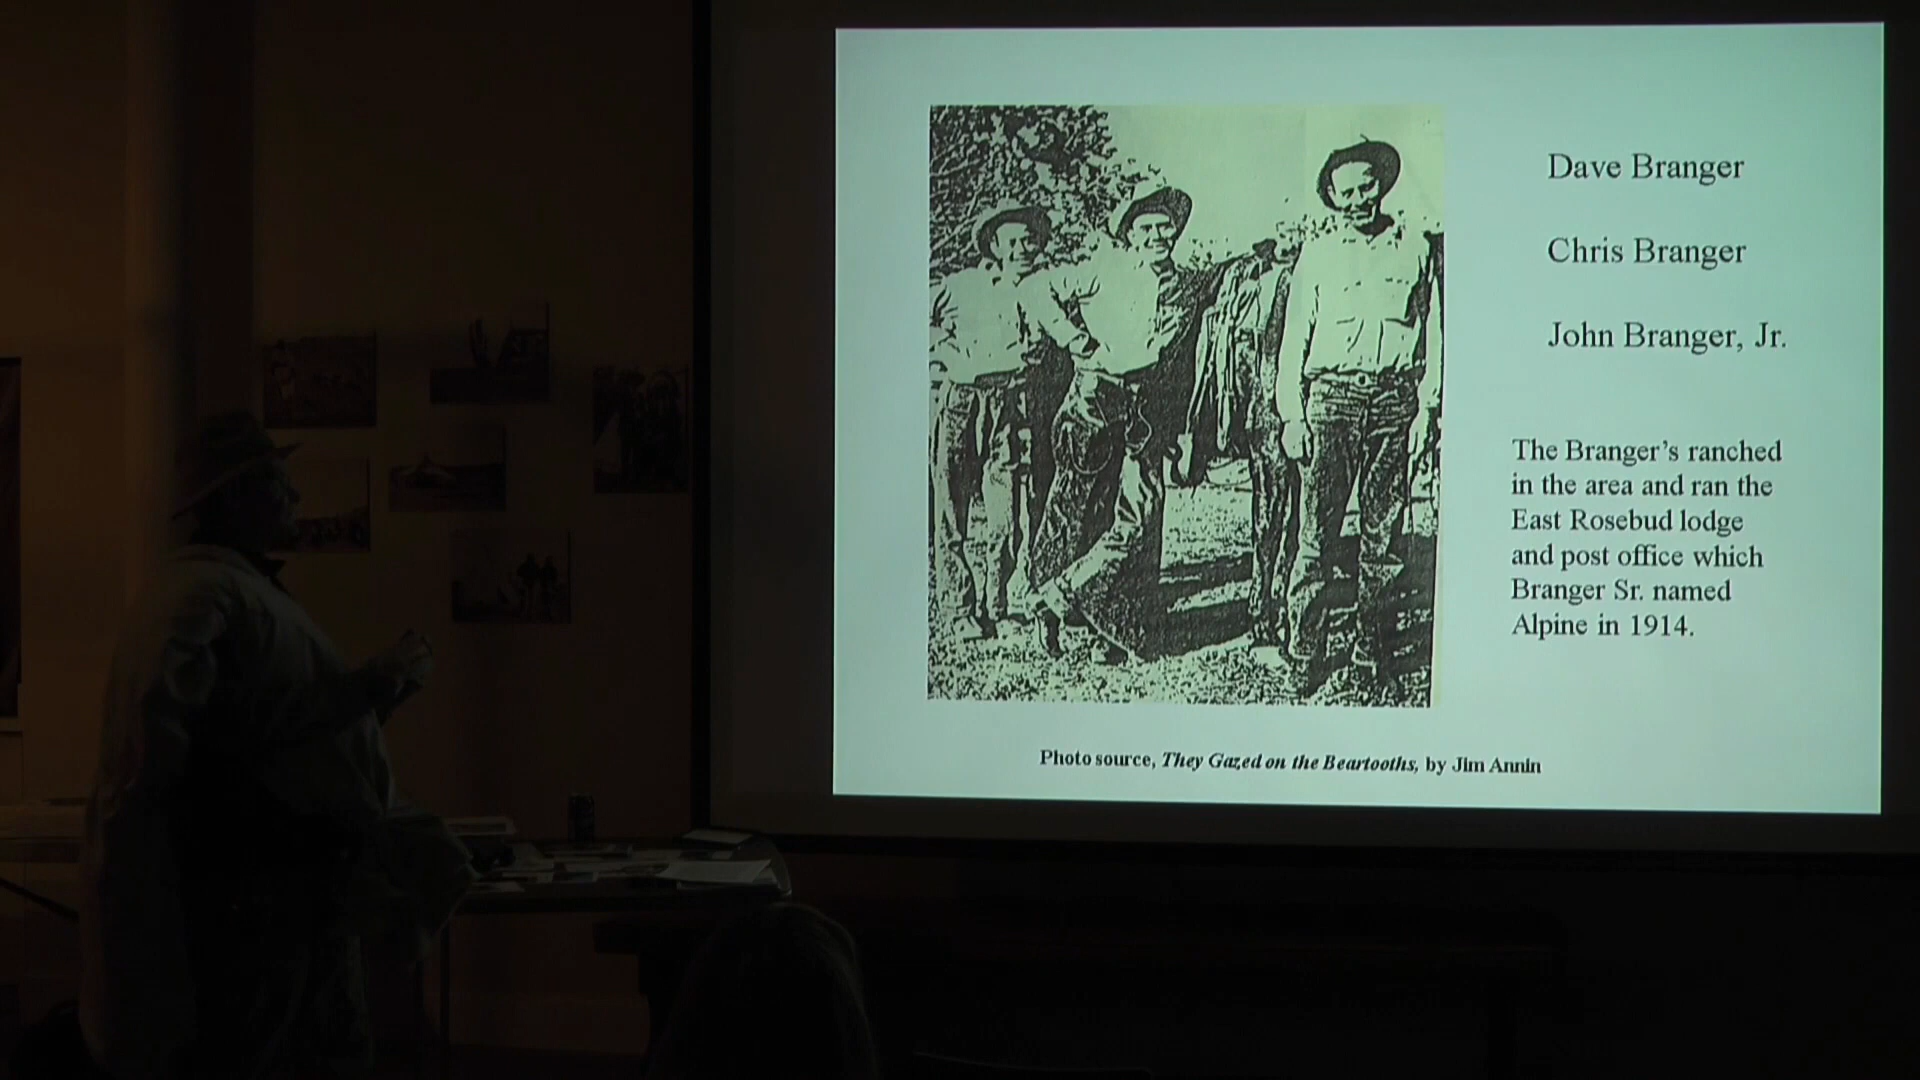 Dave Branger
Chris Branger
John Branger, Jr.
The Branger's ranched
in the area and ran the
East Rosebud lodge
and post office which
Branger Sr. named
Alpine in 1914.
Photo source, They Gazed on the Beartooths, by Jim Annin